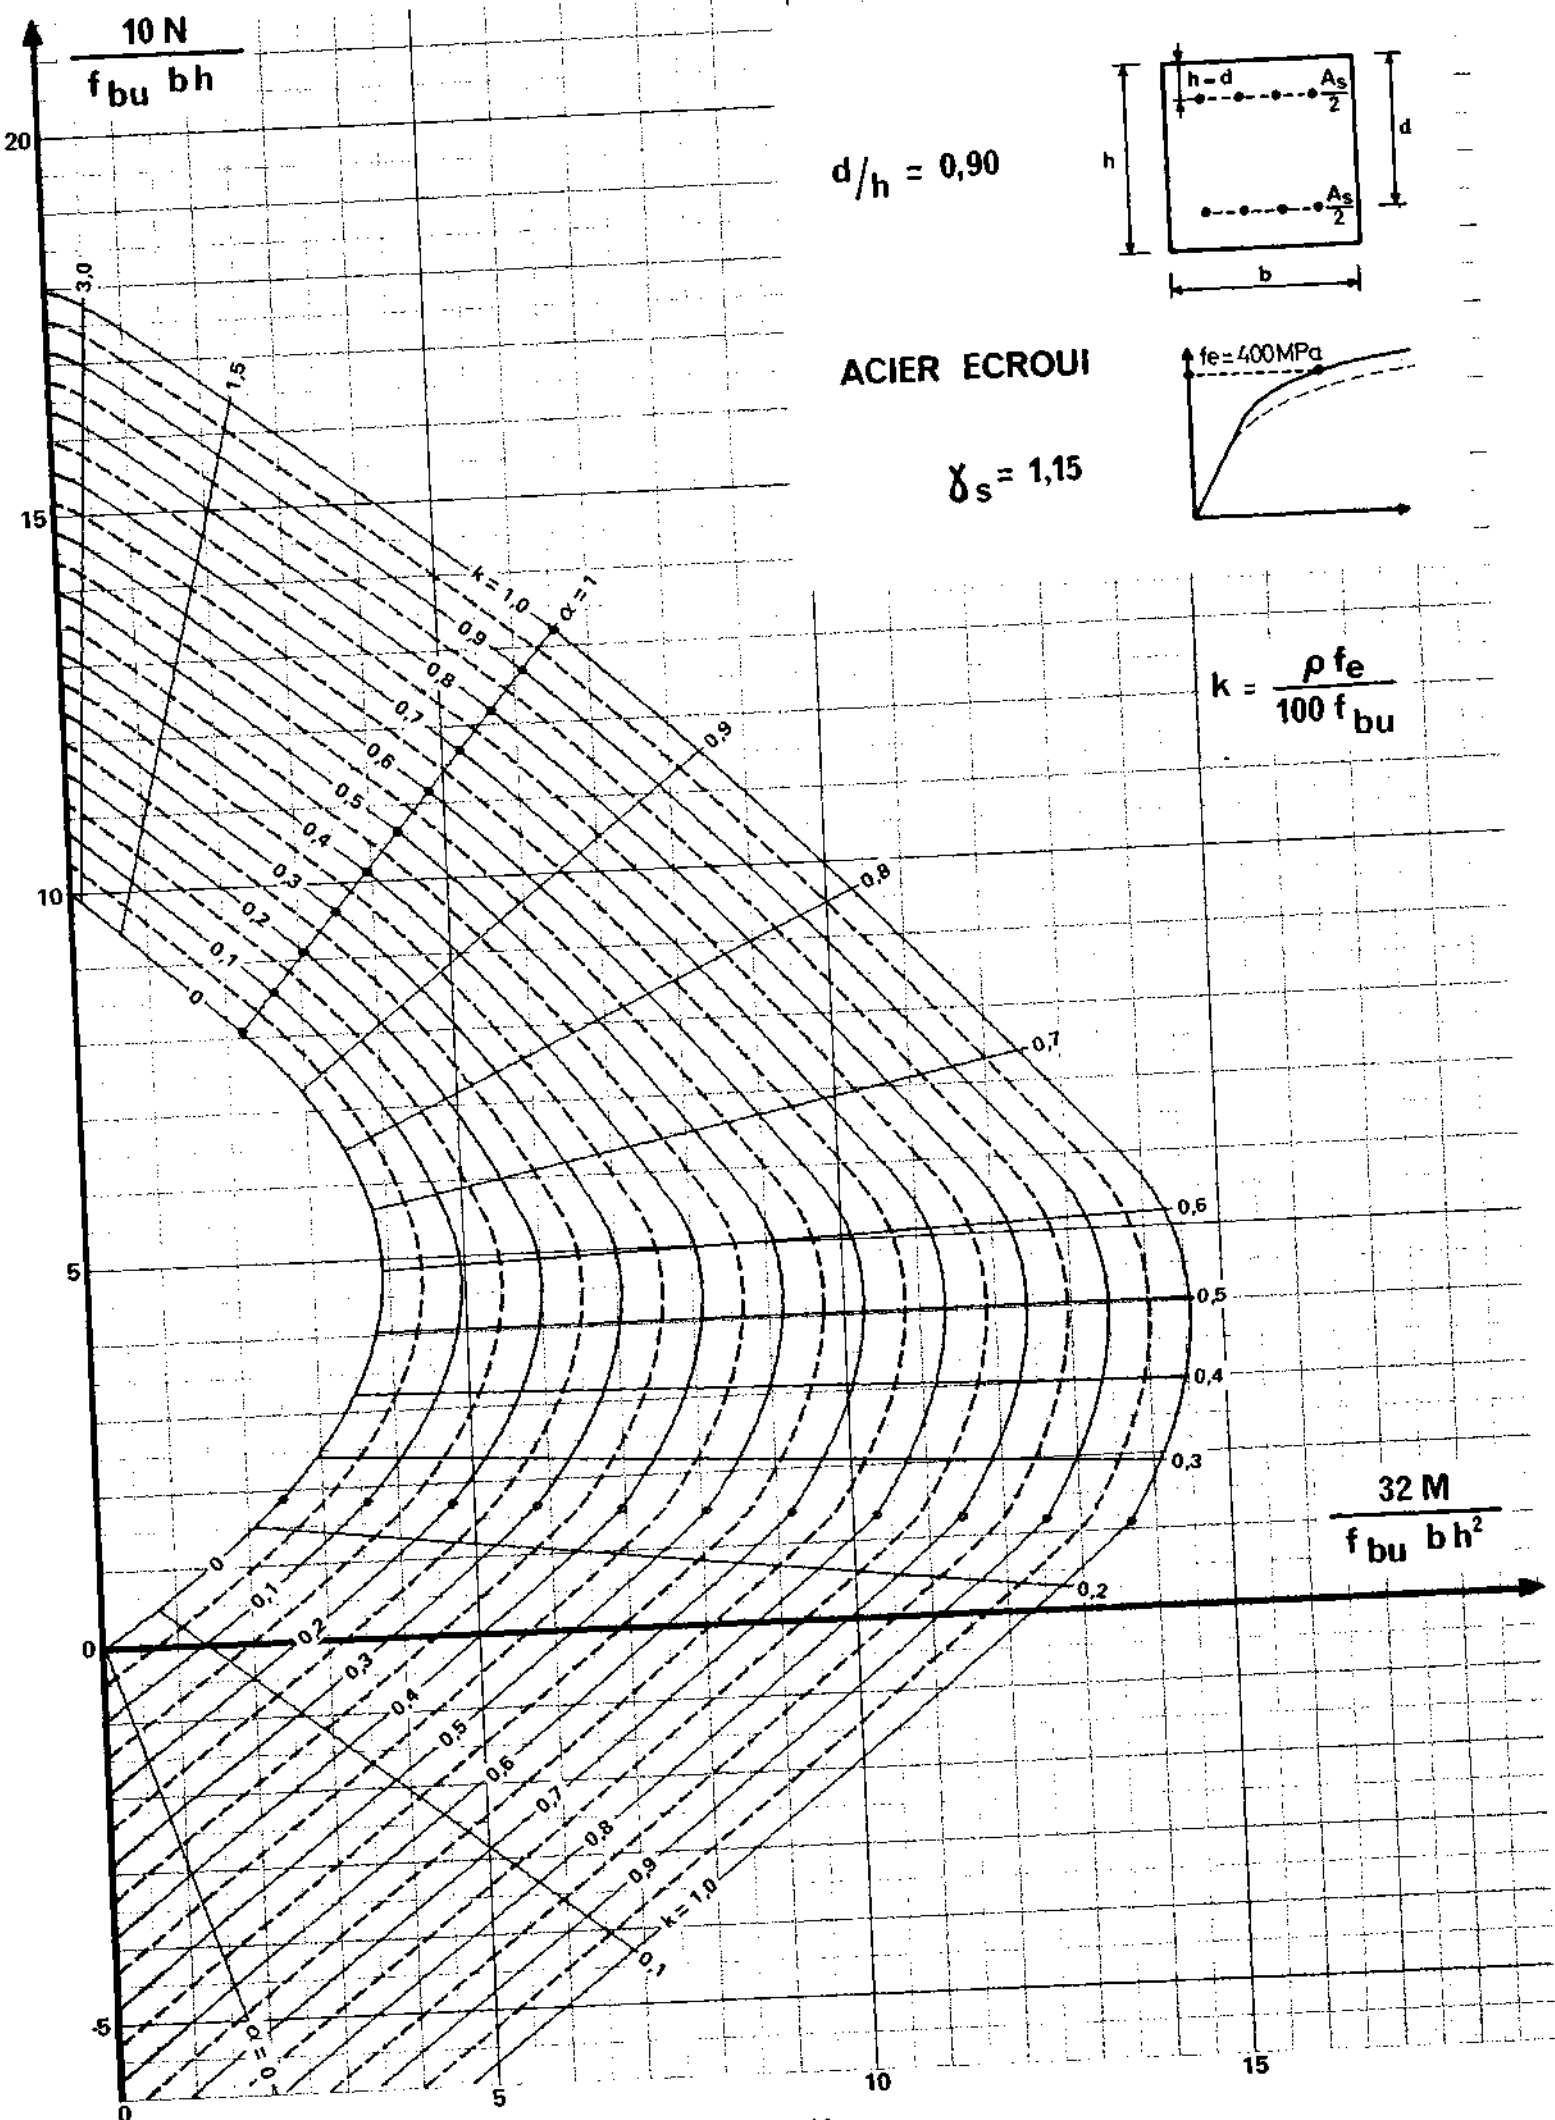 10 N
f bu bh
20
15
10
5
0
-5
0
5
10
15
3,0
1,5
k = 1,0
α = 1
0,9
0,8
0,7
0,6
0,5
0,4
0,3
0,2
0,1
0
0,9
0,8
0,7
0,6
0,5
0,4
0,3
0,2
0
0,1
0,2
0,3
0,4
0,5
0,6
0,7
0,8
0,9
k = 1,0
0,1
α = 0
d/h = 0,90
h-d
As
2
h
d
As
2
b
ACIER ECROUI
fe=400MPa
γs = 1,15
k = ρ fe
100 f bu
32 M
f bu bh²